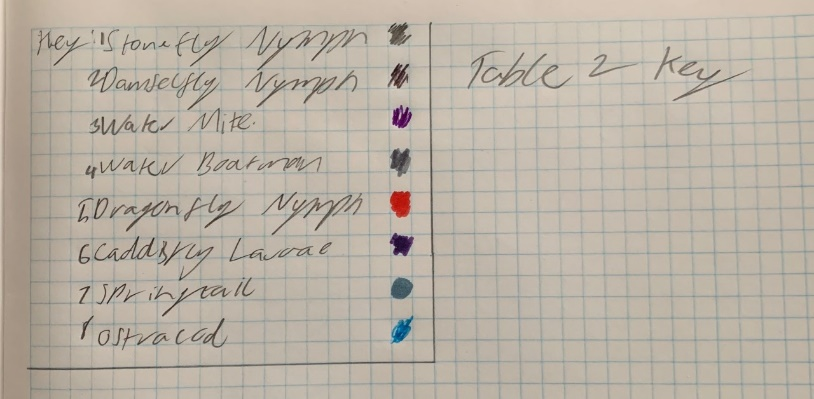 Key: 1 Stonefly Nymph
Table 2 Key
2 Damselfly Nymph
3 Water Mite.
4 Water Boatman
5 Dragonfly Nymph
6 Caddisfly Lavae
7 Springtail
8 Ostracod